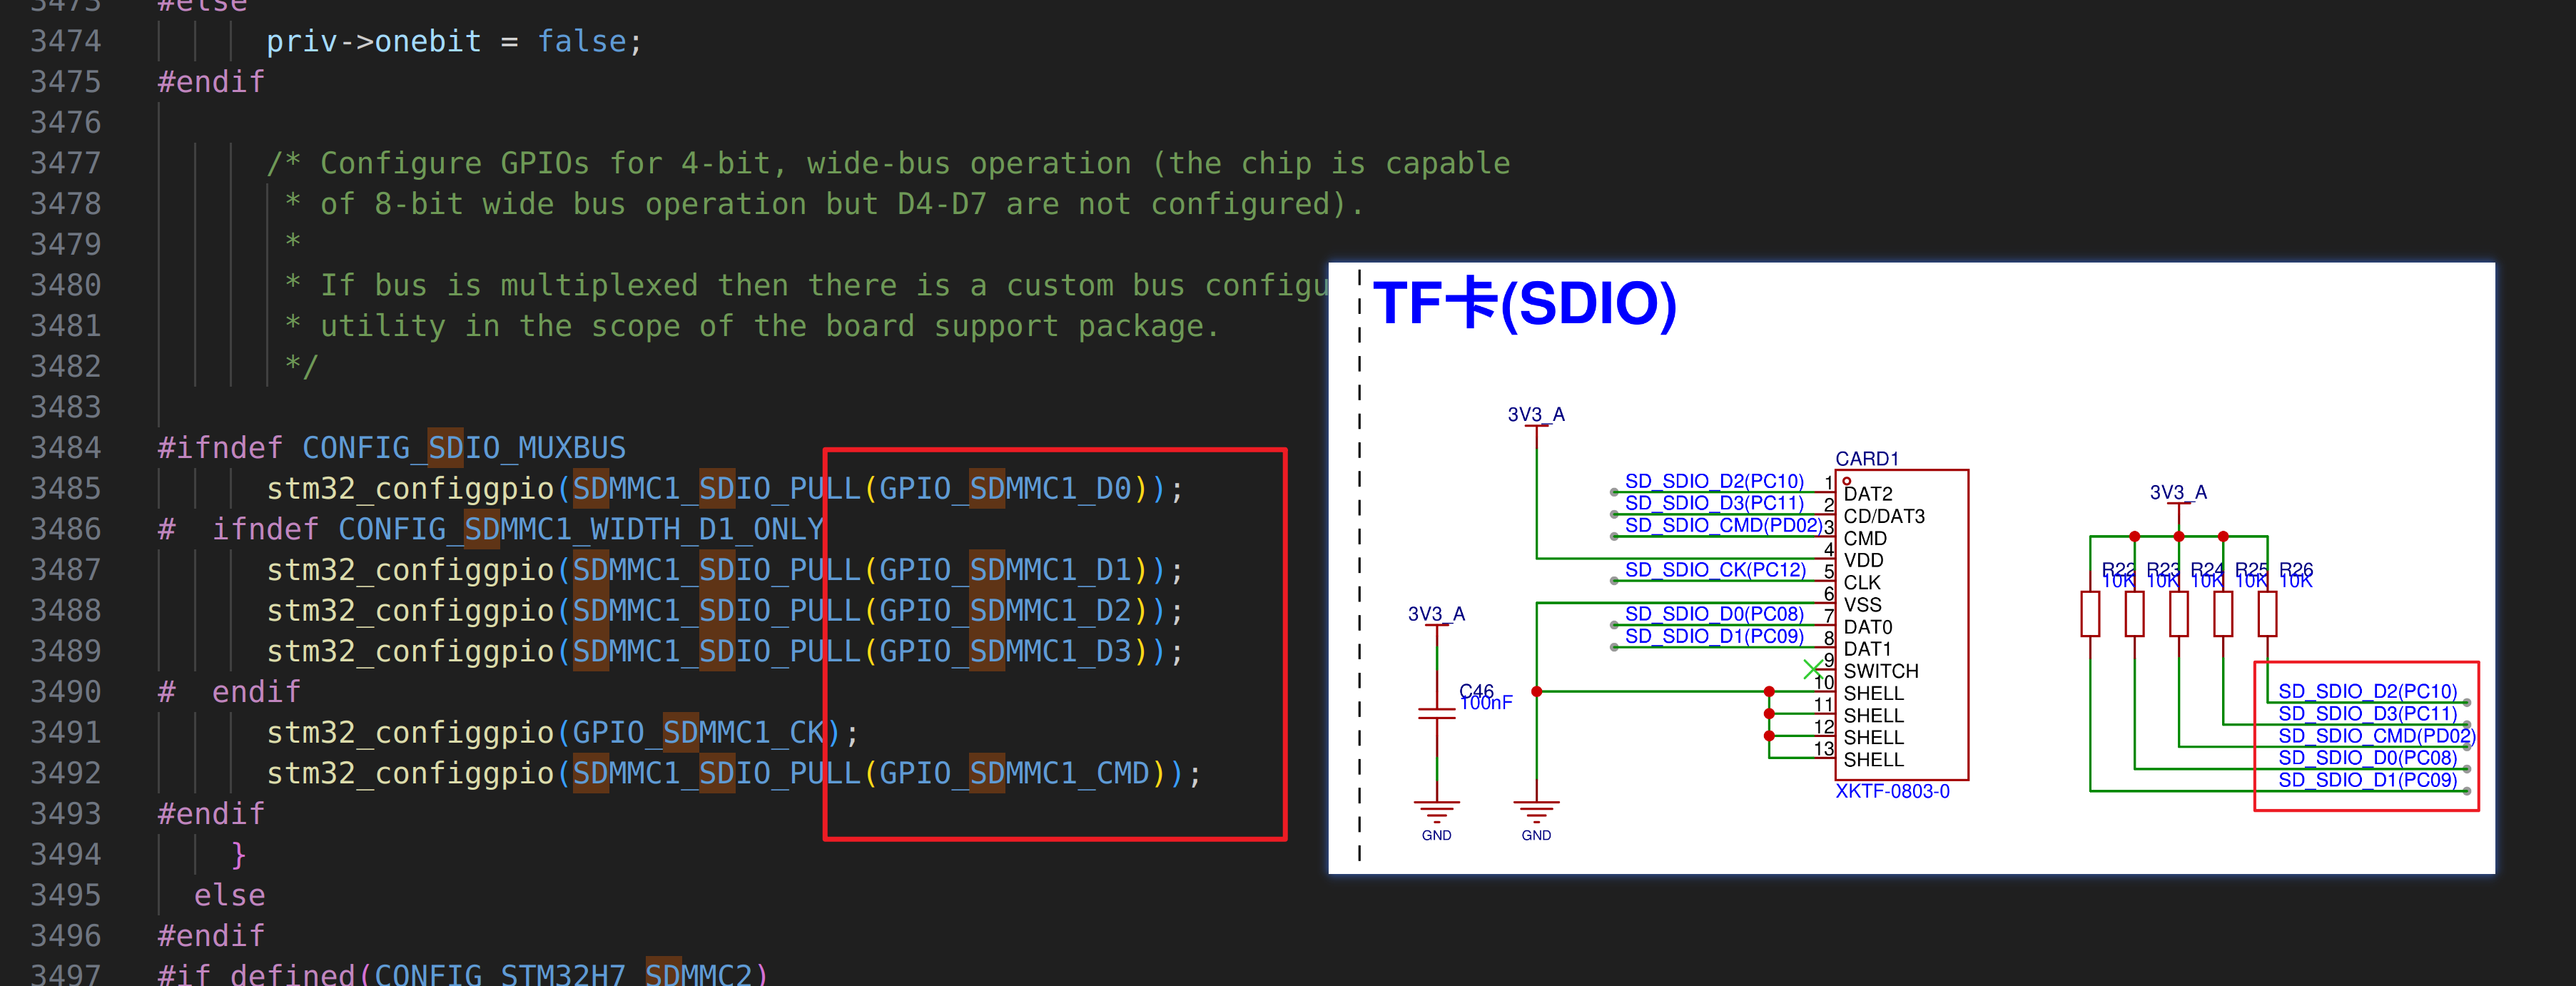 3473 #else
3474 priv->onebit = false;
3475 #endif
3476
3477 /* Configure GPIOs for 4-bit, wide-bus operation (the chip is capable
3478 * of 8-bit wide bus operation but D4-D7 are not configured).
3479 *
3480 * If bus is multiplexed then there is a custom bus configu
3481 * utility in the scope of the board support package.
3482 */
3483
3484 #ifndef CONFIG_SDIO_MUXBUS
3485 stm32_configgpio(SDMMC1_SDIO_PULL(GPIO_SDMMC1_D0));
3486 # ifndef CONFIG_SDMMC1_WIDTH_D1_ONLY
3487 stm32_configgpio(SDMMC1_SDIO_PULL(GPIO_SDMMC1_D1));
3488 stm32_configgpio(SDMMC1_SDIO_PULL(GPIO_SDMMC1_D2));
3489 stm32_configgpio(SDMMC1_SDIO_PULL(GPIO_SDMMC1_D3));
3490 # endif
3491 stm32_configgpio(GPIO_SDMMC1_CK);
3492 stm32_configgpio(SDMMC1_SDIO_PULL(GPIO_SDMMC1_CMD));
3493 #endif
3494 }
3495 else
3496 #endif
3497 #if defined(CONFIG_STM32H7_SDMMC2)
TF卡(SDIO)
3V3_A
CARD1
SD_SDIO_D2(PC10) 1 DAT2
SD_SDIO_D3(PC11) 2 CD/DAT3
SD_SDIO_CMD(PD02) 3 CMD
4 VDD
SD_SDIO_CK(PC12) 5 CLK
6 VSS
SD_SDIO_D0(PC08) 7 DAT0
SD_SDIO_D1(PC09) 8 DAT1
9 SWITCH
10 SHELL
11 SHELL
12 SHELL
13 SHELL
XKTF-0803-0
3V3_A
C46
100nF
GND
GND
3V3_A
R22 R23 R24 R25 R26
10K 10K 10K 10K 10K
SD_SDIO_D2(PC10)
SD_SDIO_D3(PC11)
SD_SDIO_CMD(PD02)
SD_SDIO_D0(PC08)
SD_SDIO_D1(PC09)